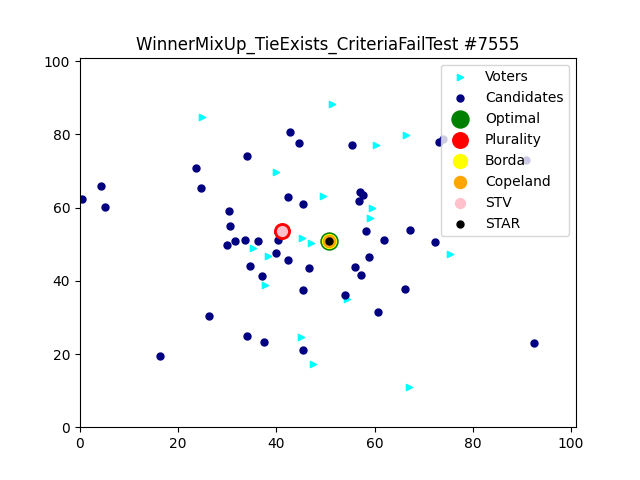 WinnerMixUp_TieExists_CriteriaFailTest #7555
100
80
60
40
20
0
0
20
40
60
80
100
Voters
Candidates
Optimal
Plurality
Borda
Copeland
STV
STAR